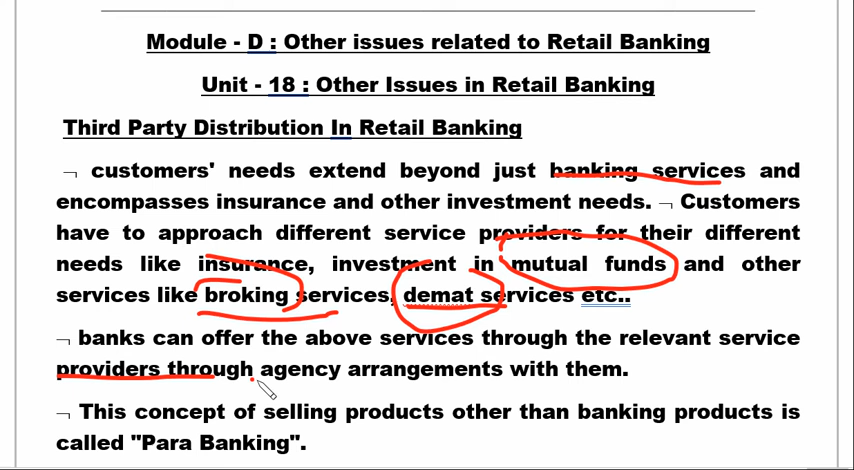 Module - D : Other issues related to Retail Banking
Unit - 18 : Other Issues in Retail Banking
Third Party Distribution In Retail Banking
¬ customers' needs extend beyond just banking services and
encompasses insurance and other investment needs. ¬ Customers
have to approach different service providers for their different
needs like insurance, investment in mutual funds and other
services like broking services, demat services etc..
¬ banks can offer the above services through the relevant service
providers through agency arrangements with them.
¬ This concept of selling products other than banking products is
called "Para Banking".